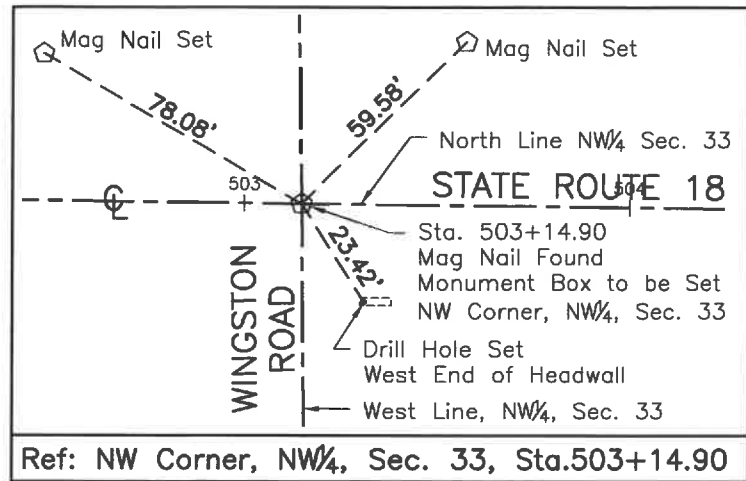 Mag Nail Set
Mag Nail Set
78.08'
59.58'
North Line NW¼ Sec. 33
℄
503
STATE ROUTE 18
504
23.42'
Sta. 503+14.90
Mag Nail Found
Monument Box to be Set
NW Corner, NW¼, Sec. 33
WINGSTON
ROAD
Drill Hole Set
West End of Headwall
West Line, NW¼, Sec. 33
Ref: NW Corner, NW¼, Sec. 33, Sta.503+14.90